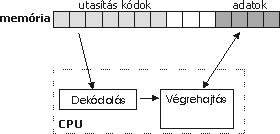 utasítás kódok
adatok
memória
Dekódolás
Végrehajtás
CPU